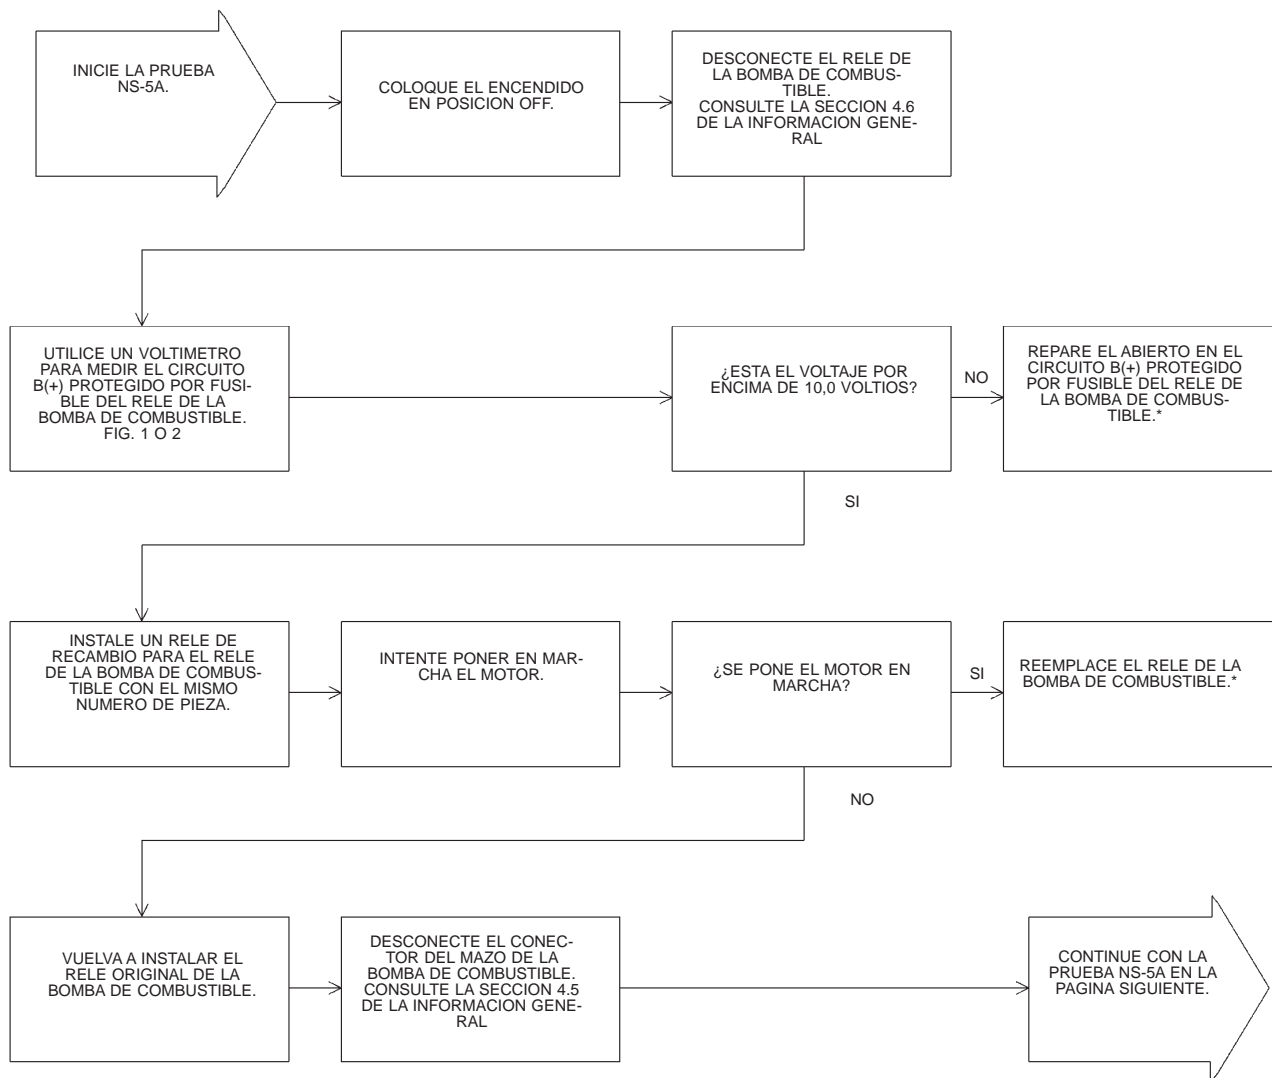 INICIE LA PRUEBA
NS-5A.
COLOQUE EL ENCENDIDO
EN POSICION OFF.
DESCONECTE EL RELE DE
LA BOMBA DE COMBUS-
TIBLE.
CONSULTE LA SECCION 4.6
DE LA INFORMACION GENE-
RAL
UTILICE UN VOLTIMETRO
PARA MEDIR EL CIRCUITO
B(+) PROTEGIDO POR FUSI-
BLE DEL RELE DE LA
BOMBA DE COMBUSTIBLE.
FIG. 1 O 2
¿ESTA EL VOLTAJE POR
ENCIMA DE 10,0 VOLTIOS?
NO
REPARE EL ABIERTO EN EL
CIRCUITO B(+) PROTEGIDO
POR FUSIBLE DEL RELE DE
LA BOMBA DE COMBUS-
TIBLE.*
SI
INSTALE UN RELE DE
RECAMBIO PARA EL RELE
DE LA BOMBA DE COMBUS-
TIBLE CON EL MISMO
NUMERO DE PIEZA.
INTENTE PONER EN MAR-
CHA EL MOTOR.
¿SE PONE EL MOTOR EN
MARCHA?
SI
REEMPLACE EL RELE DE LA
BOMBA DE COMBUSTIBLE.*
NO
VUELVA A INSTALAR EL
RELE ORIGINAL DE LA
BOMBA DE COMBUSTIBLE.
DESCONECTE EL CONEC-
TOR DEL MAZO DE LA
BOMBA DE COMBUSTIBLE.
CONSULTE LA SECCION 4.5
DE LA INFORMACION GENE-
RAL
CONTINUE CON LA
PRUEBA NS-5A EN LA
PAGINA SIGUIENTE.